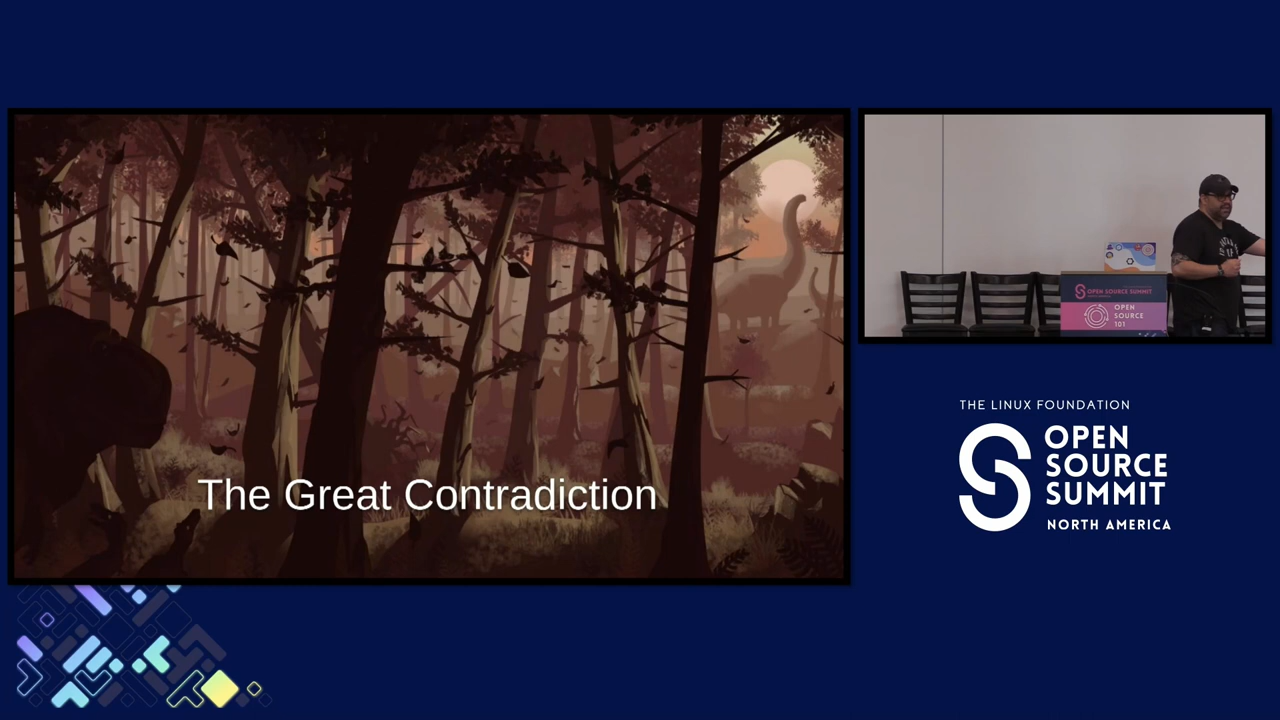 The Great Contradiction
OPEN SOURCE SUMMIT
OPEN
SOURCE
101
THE LINUX FOUNDATION
OPEN
SOURCE
SUMMIT
NORTH AMERICA